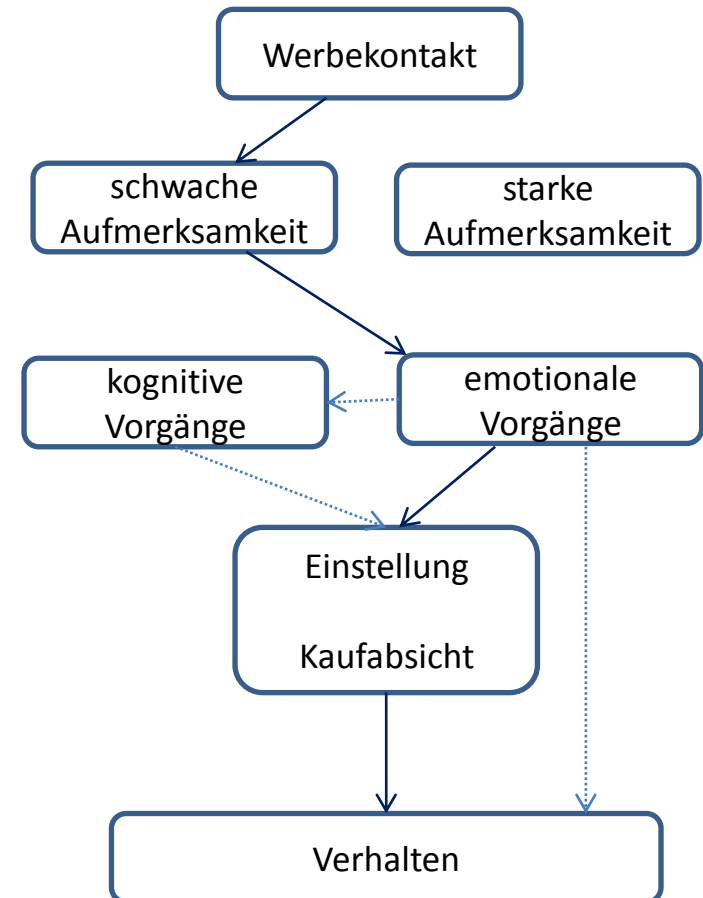 Werbekontakt
schwache
Aufmerksamkeit
starke
Aufmerksamkeit
kognitive
Vorgänge
emotionale
Vorgänge
Einstellung
Kaufabsicht
Verhalten